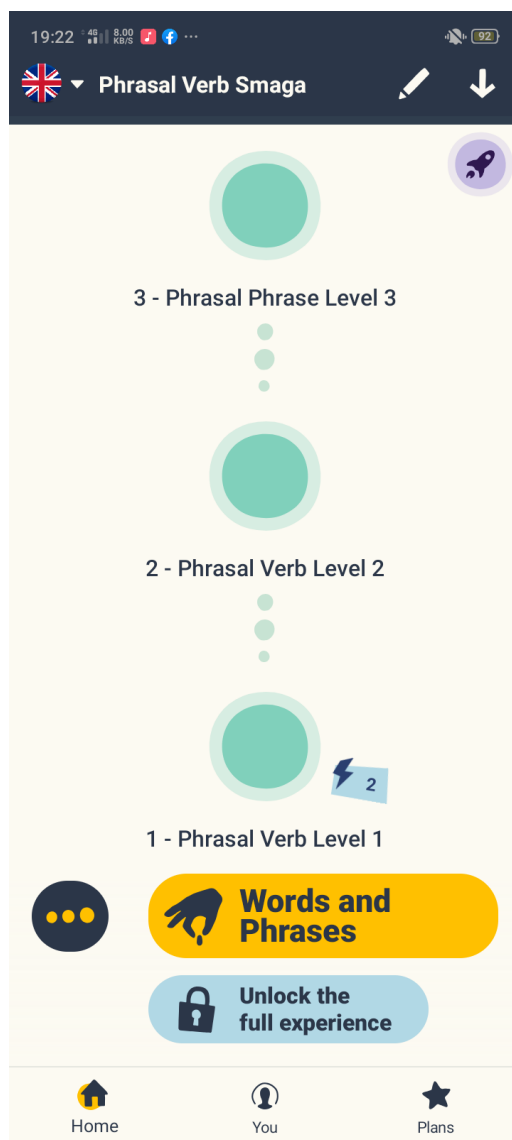 19:22 4G 8.00 KB/S ... 92
Phrasal Verb Smaga
3 - Phrasal Phrase Level 3
2 - Phrasal Verb Level 2
2
1 - Phrasal Verb Level 1
Words and
Phrases
Unlock the
full experience
Home You Plans